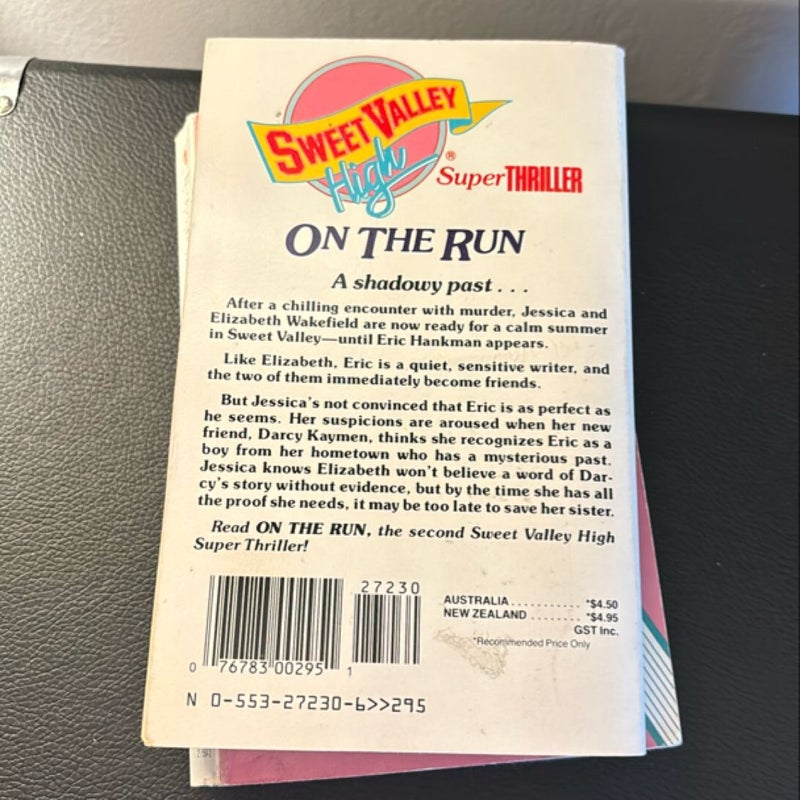 SWEET VALLEY
High®
Super THRILLER
ON THE RUN
A shadowy past . . .
After a chilling encounter with murder, Jessica and
Elizabeth Wakefield are now ready for a calm summer
in Sweet Valley—until Eric Hankman appears.
Like Elizabeth, Eric is a quiet, sensitive writer, and
the two of them immediately become friends.
But Jessica's not convinced that Eric is as perfect as
he seems. Her suspicions are aroused when her new
friend, Darcy Kaymen, thinks she recognizes Eric as a
boy from her hometown who has a mysterious past.
Jessica knows Elizabeth won't believe a word of Dar-
cy's story without evidence, but by the time she has all
the proof she needs, it may be too late to save her sister.
Read ON THE RUN, the second Sweet Valley High
Super Thriller!
27230
AUSTRALIA . . . . . . . . . . . *$4.50
NEW ZEALAND . . . . . . . . *$4.95
GST Inc.
*Recommended Price Only
0 76783 00295 1
N 0-553-27230-6>>295